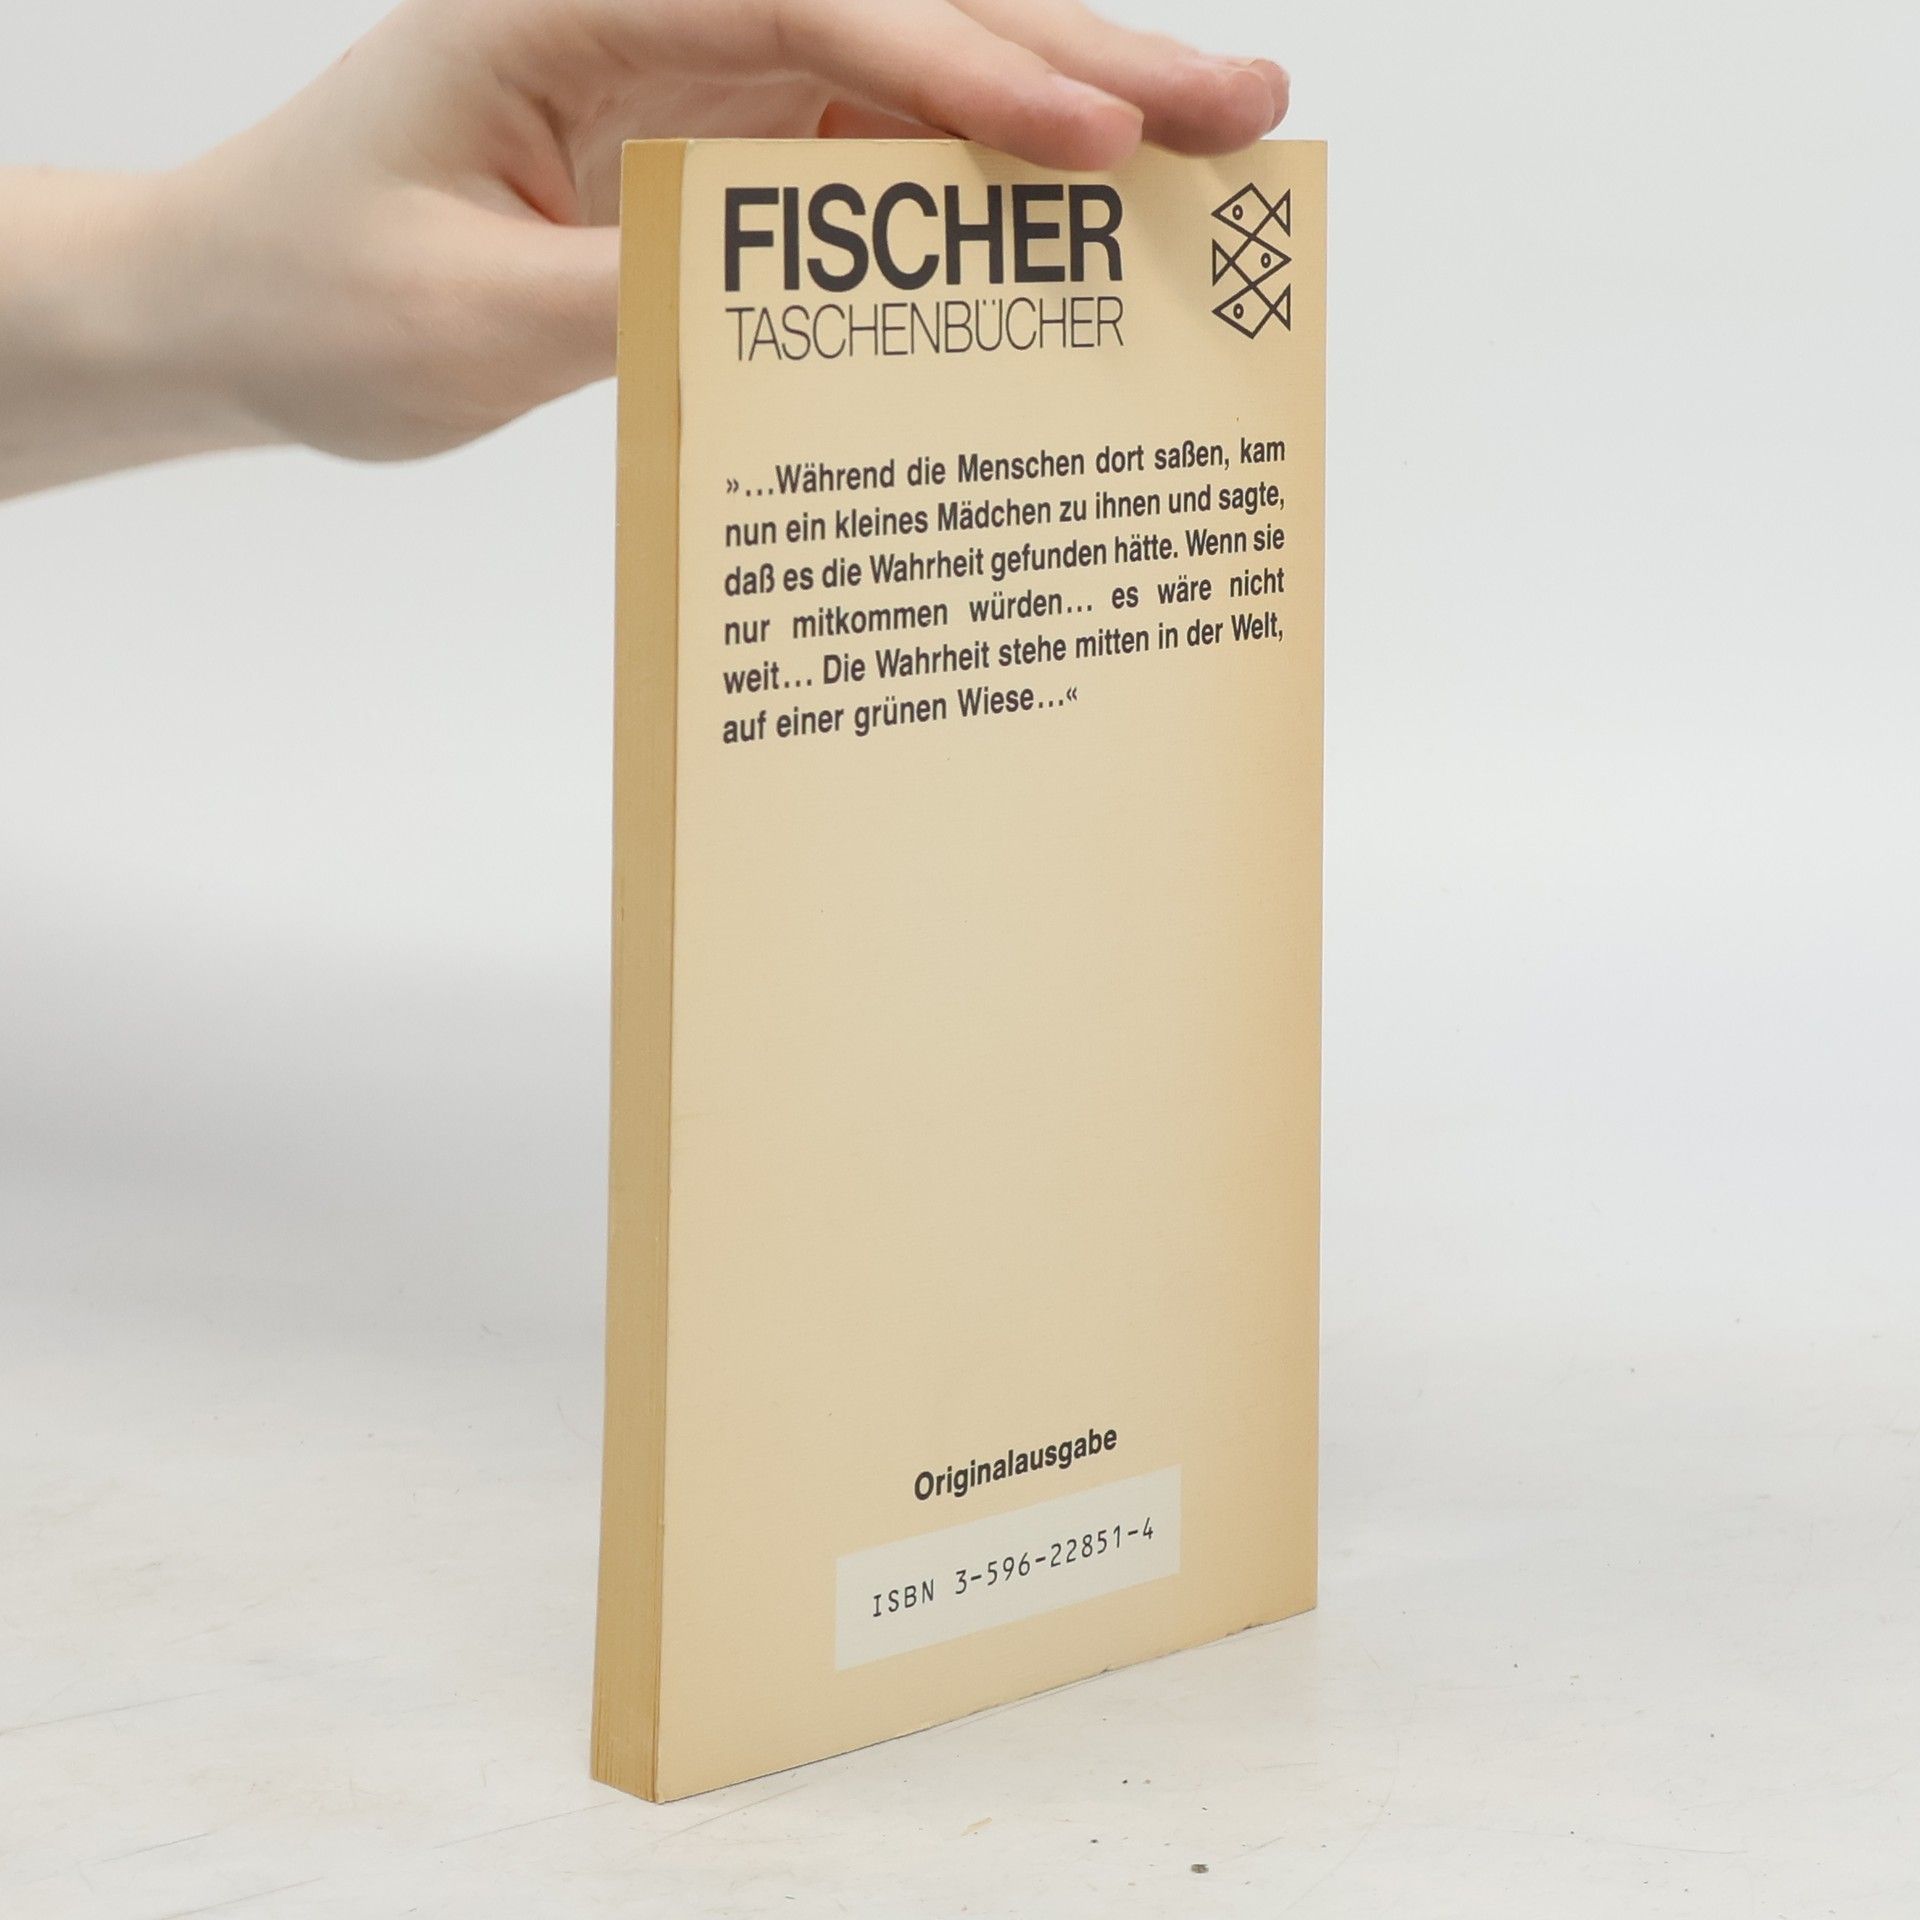 FISCHER
TASCHENBÜCHER
»...Während die Menschen dort saßen, kam
nun ein kleines Mädchen zu ihnen und sagte,
daß es die Wahrheit gefunden hätte. Wenn sie
nur mitkommen würden... es wäre nicht
weit... Die Wahrheit stehe mitten in der Welt,
auf einer grünen Wiese...«
Originalausgabe
ISBN 3-596-22851-4